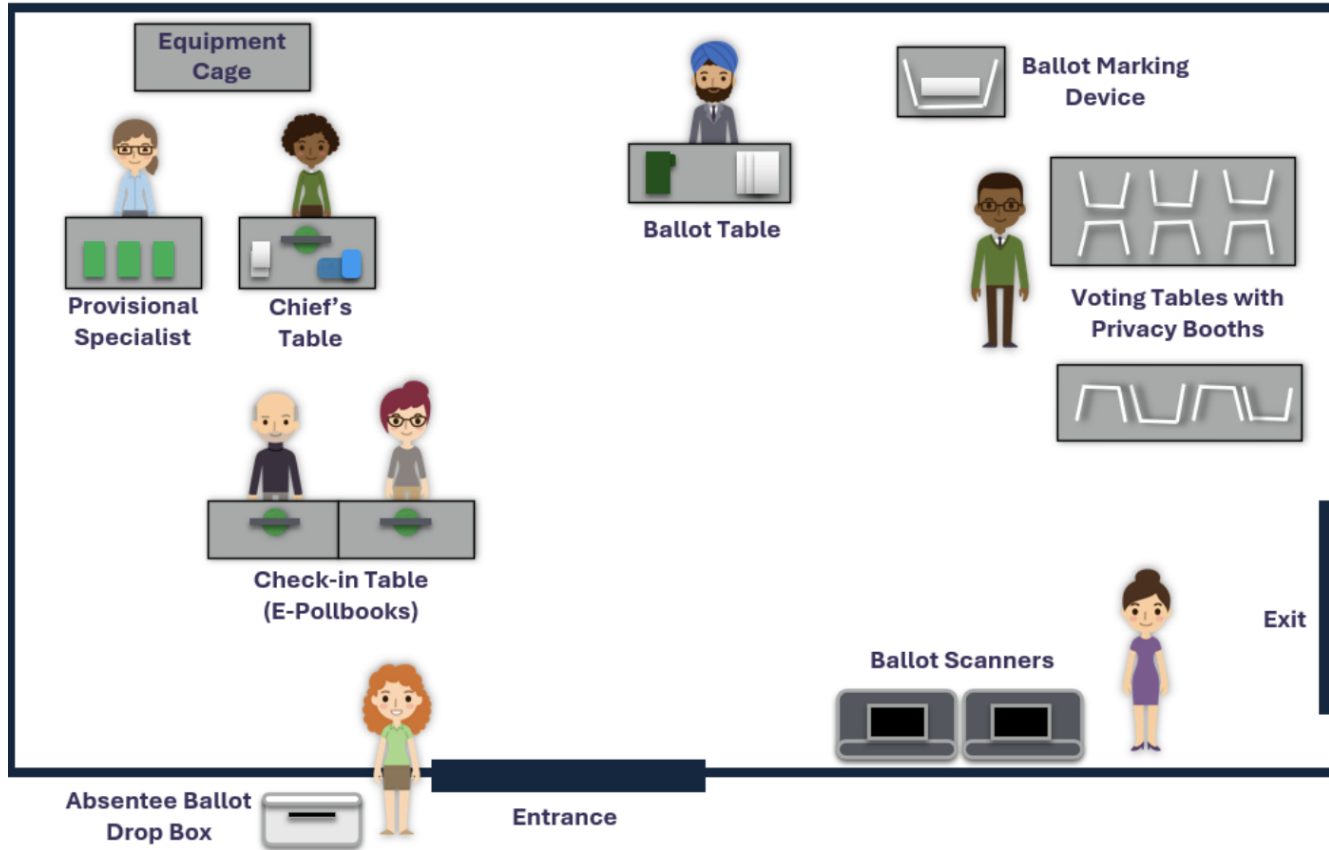 Equipment
Cage
Ballot Marking
Device
Ballot Table
Provisional
Specialist
Chief's
Table
Voting Tables with
Privacy Booths
Check-in Table
(E-Pollbooks)
Exit
Ballot Scanners
Absentee Ballot
Drop Box
Entrance